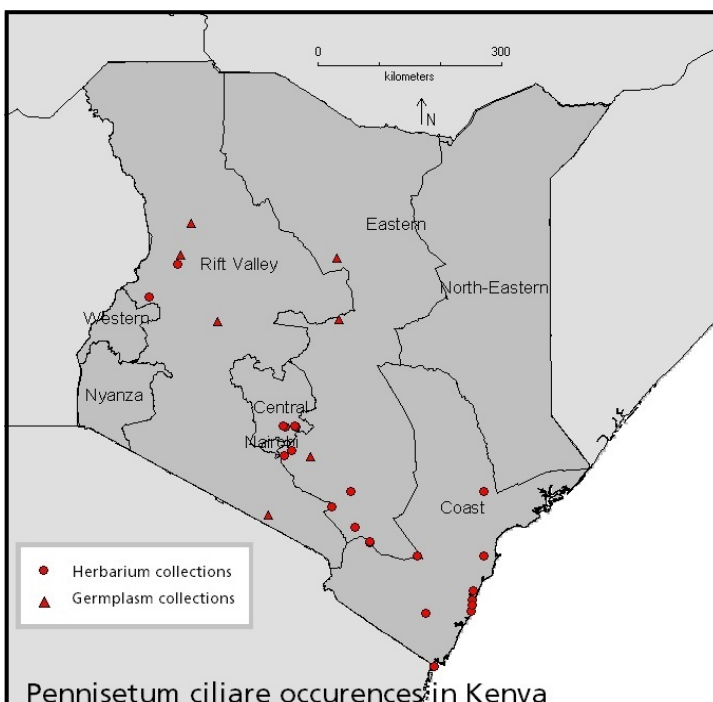 0 300
kilometers
N
Eastern
Rift Valley
North-Eastern
Western
Nyanza
Central
Nairobi
Coast
Herbarium collections
Germplasm collections
Pennisetum ciliare occurences in Kenya